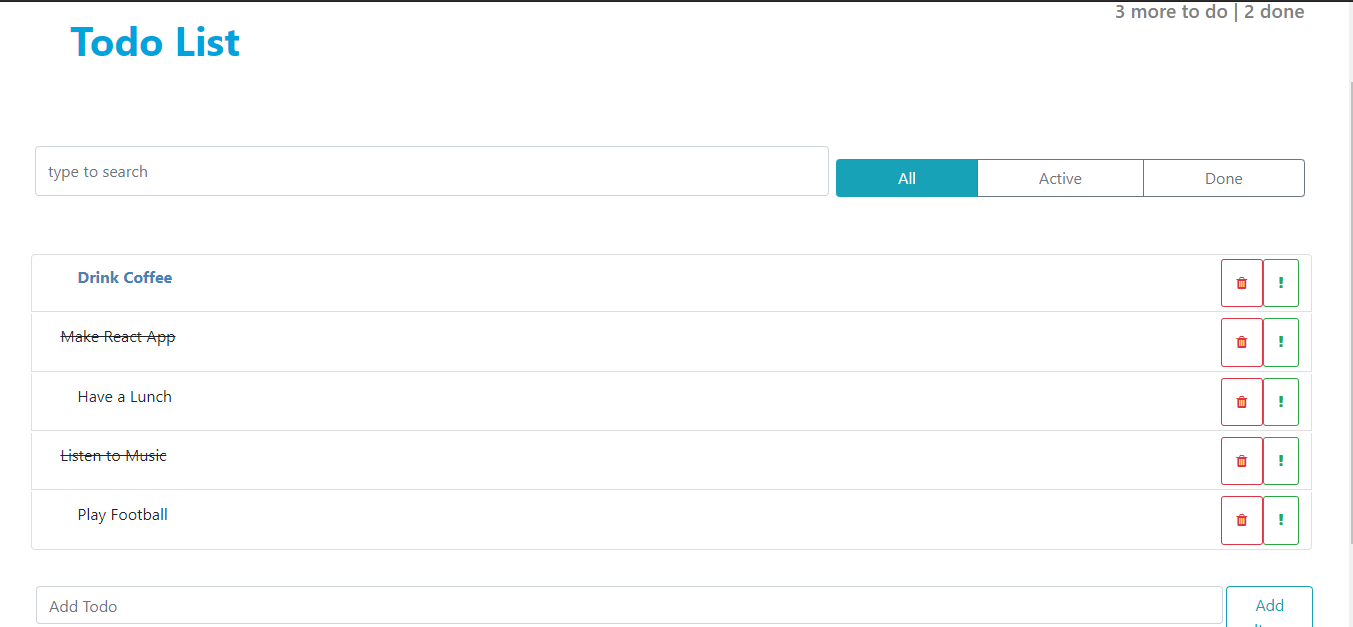 3 more to do | 2 done
Todo List
type to search
All Active Done
Drink Coffee
!
Make React App
!
Have a Lunch
!
Listen to Music
!
Play Football
!
Add Todo
Add